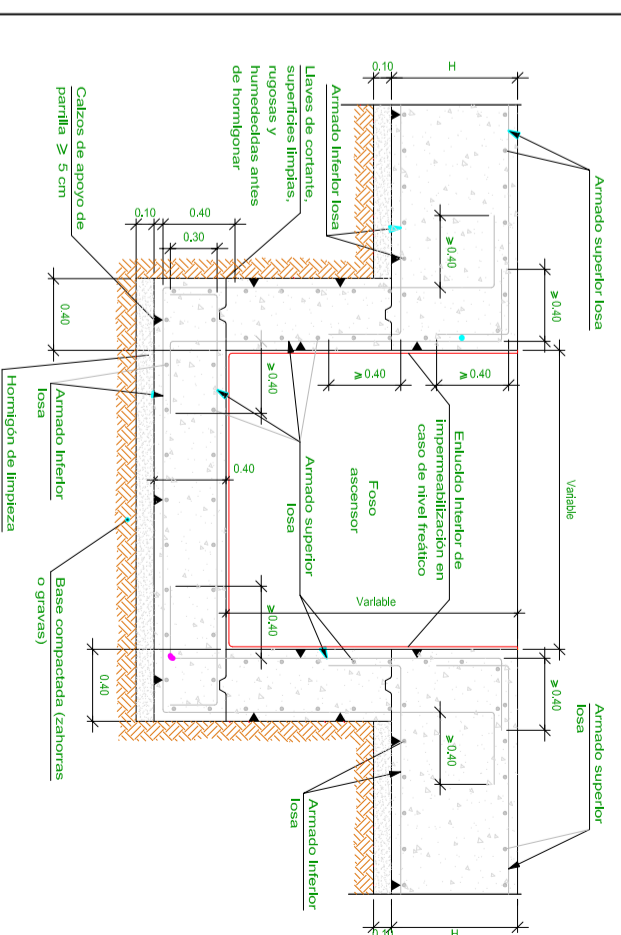 0.10
H
Armado superior losa
≥0.40
≥0.40
Armado Inferior losa
Llaves de cortante,
superficies limpias,
rugosas y
humedecidas antes
de hormigonar
Calzos de apoyo de
parrilla ≥ 5 cm
0.10
0.40
0.30
0.40
≥0.40
≥0.40
≥0.40
Variable
Enlucido Interior de
impermeabilización en
caso de nivel freático
Foso
ascensor
Armado superior
losa
0.40
Variable
Armado Inferior
losa
Hormigón de limpieza
Base compactada (zahorras
o gravas)
≥0.40
0.40
≥0.40
≥0.40
Armado superior
losa
Armado Inferior
losa
0.10
H